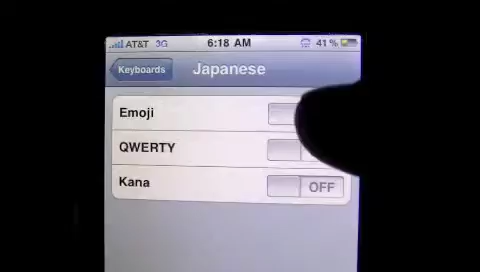 AT&T 3G 6:18 AM 41%
Keyboards Japanese
Emoji
QWERTY
Kana OFF